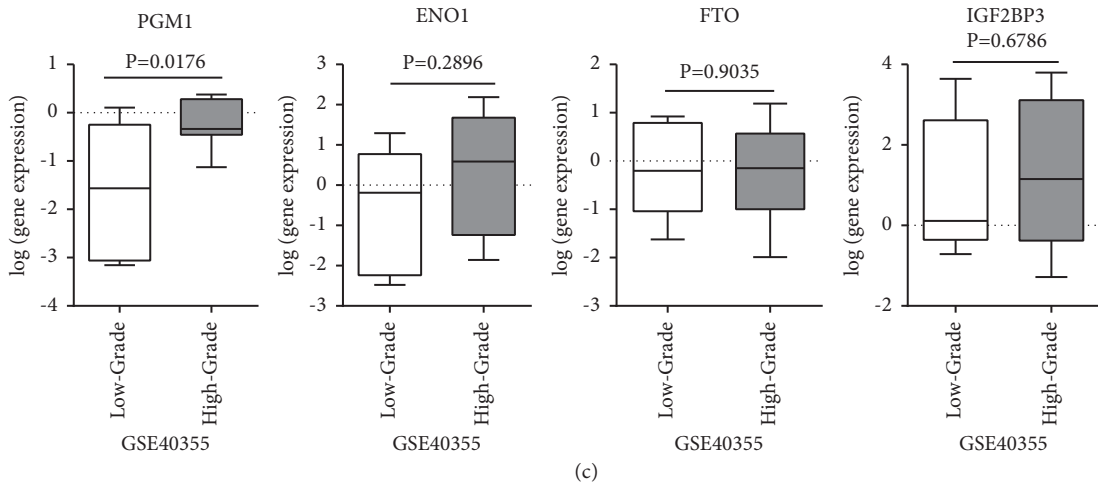 PGM1
P=0.0176
log (gene expression)
1
0
-1
-2
-3
-4
Low-Grade
High-Grade
GSE40355
ENO1
P=0.2896
log (gene expression)
3
2
1
0
-1
-2
-3
Low-Grade
High-Grade
GSE40355
FTO
P=0.9035
log (gene expression)
2
1
0
-1
-2
-3
Low-Grade
High-Grade
GSE40355
IGF2BP3
P=0.6786
log (gene expression)
4
2
0
-2
Low-Grade
High-Grade
GSE40355
(c)